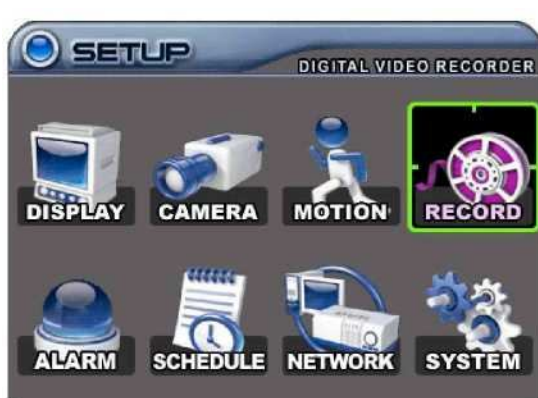 SETUP
DIGITAL VIDEO RECORDER
DISPLAY CAMERA MOTION RECORD
ALARM SCHEDULE NETWORK SYSTEM